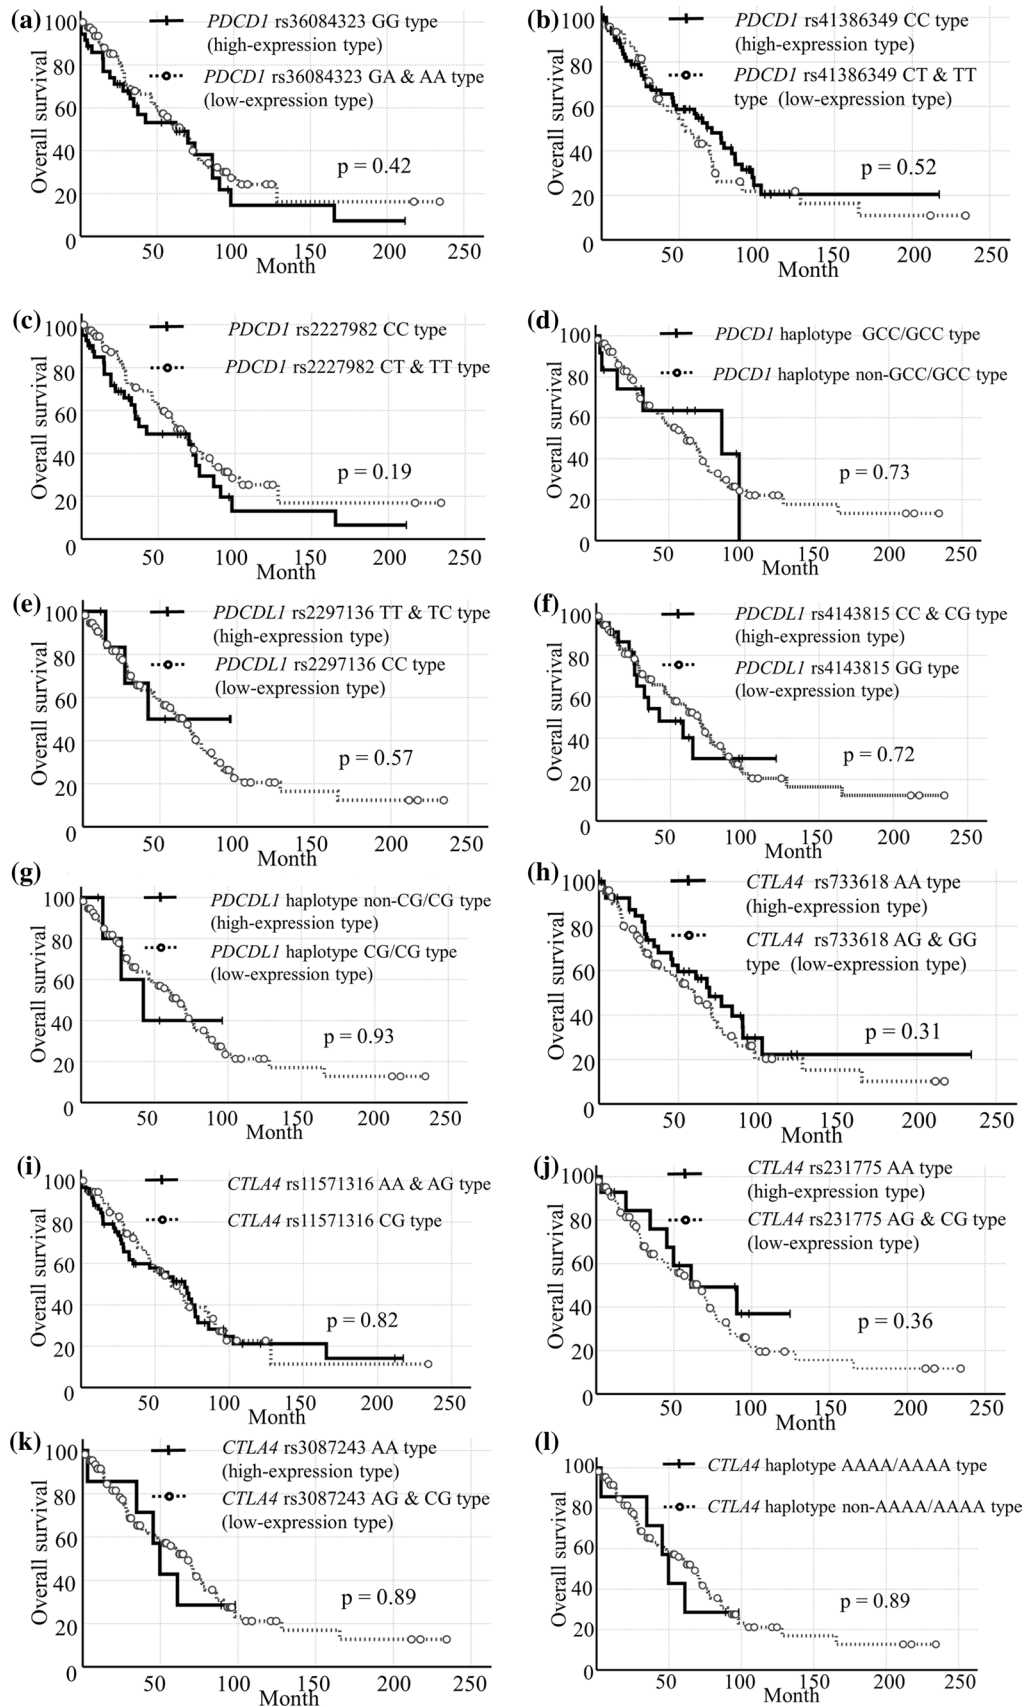 (a)
PDCD1 rs36084323 GG type
(high-expression type)
PDCD1 rs36084323 GA & AA type
(low-expression type)
p = 0.42
Overall survival
100
80
60
40
20
0
50 100 150 200 250
Month
(b)
PDCD1 rs41386349 CC type
(high-expression type)
PDCD1 rs41386349 CT & TT
type (low-expression type)
p = 0.52
Overall survival
100
80
60
40
20
0
50 100 150 200 250
Month
(c)
PDCD1 rs2227982 CC type
PDCD1 rs2227982 CT & TT type
p = 0.19
Overall survival
100
80
60
40
20
0
50 100 150 200 250
Month
(d)
PDCD1 haplotype GCC/GCC type
PDCD1 haplotype non-GCC/GCC type
p = 0.73
Overall survival
100
80
60
40
20
0
50 100 150 200 250
Month
(e)
PDCDL1 rs2297136 TT & TC type
(high-expression type)
PDCDL1 rs2297136 CC type
(low-expression type)
p = 0.57
Overall survival
100
80
60
40
20
0
50 100 150 200 250
Month
(f)
PDCDL1 rs4143815 CC & CG type
(high-expression type)
PDCDL1 rs4143815 GG type
(low-expression type)
p = 0.72
Overall survival
100
80
60
40
20
0
50 100 150 200 250
Month
(g)
PDCDL1 haplotype non-CG/CG type
(high-expression type)
PDCDL1 haplotype CG/CG type
(low-expression type)
p = 0.93
Overall survival
100
80
60
40
20
0
50 100 150 200 250
Month
(h)
CTLA4 rs733618 AA type
(high-expression type)
CTLA4 rs733618 AG & GG
type (low-expression type)
p = 0.31
Overall survival
100
80
60
40
20
0
50 100 150 200 250
Month
(i)
CTLA4 rs11571316 AA & AG type
CTLA4 rs11571316 CG type
p = 0.82
Overall survival
100
80
60
40
20
0
50 100 150 200 250
Month
(j)
CTLA4 rs231775 AA type
(high-expression type)
CTLA4 rs231775 AG & CG type
(low-expression type)
p = 0.36
Overall survival
100
80
60
40
20
0
50 100 150 200 250
Month
(k)
CTLA4 rs3087243 AA type
(high-expression type)
CTLA4 rs3087243 AG & CG type
(low-expression type)
p = 0.89
Overall survival
100
80
60
40
20
0
50 100 150 200 250
Month
(l)
CTLA4 haplotype AAAA/AAAA type
CTLA4 haplotype non-AAAA/AAAA type
p = 0.89
Overall survival
100
80
60
40
20
0
50 100 150 200 250
Month